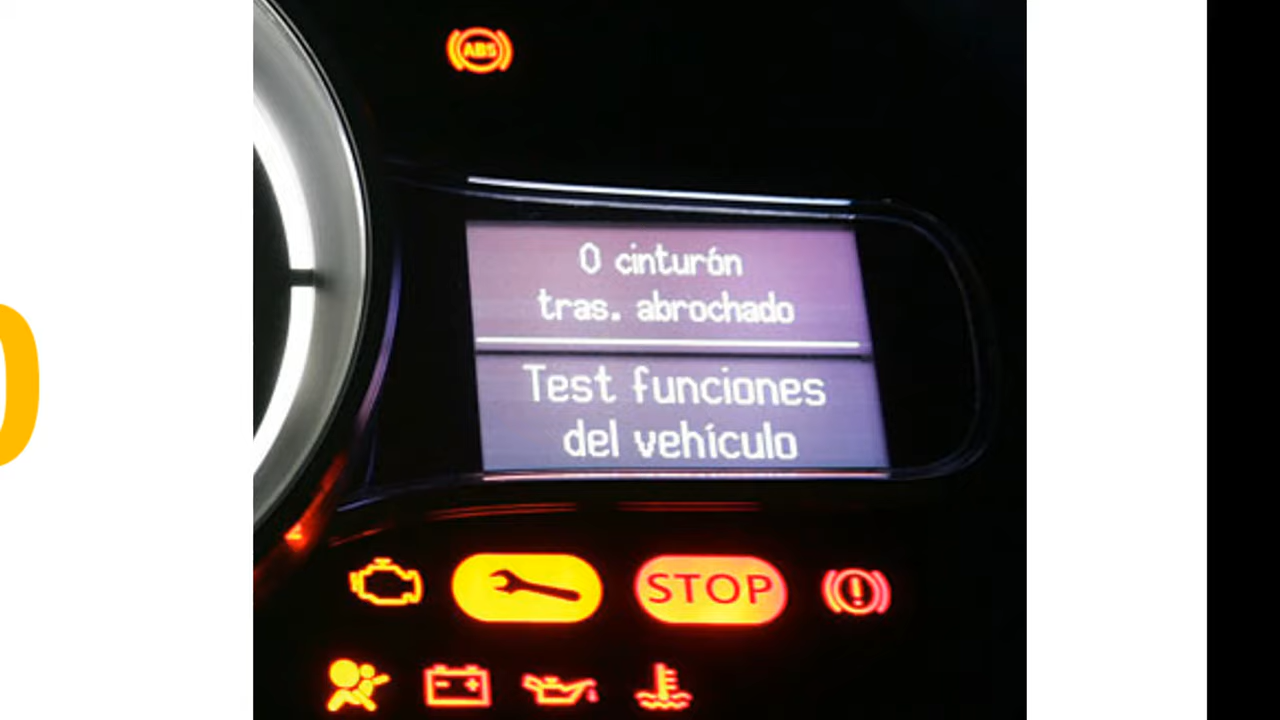 ABS
0 cinturón
tras. abrochado
Test funciones
del vehículo
STOP